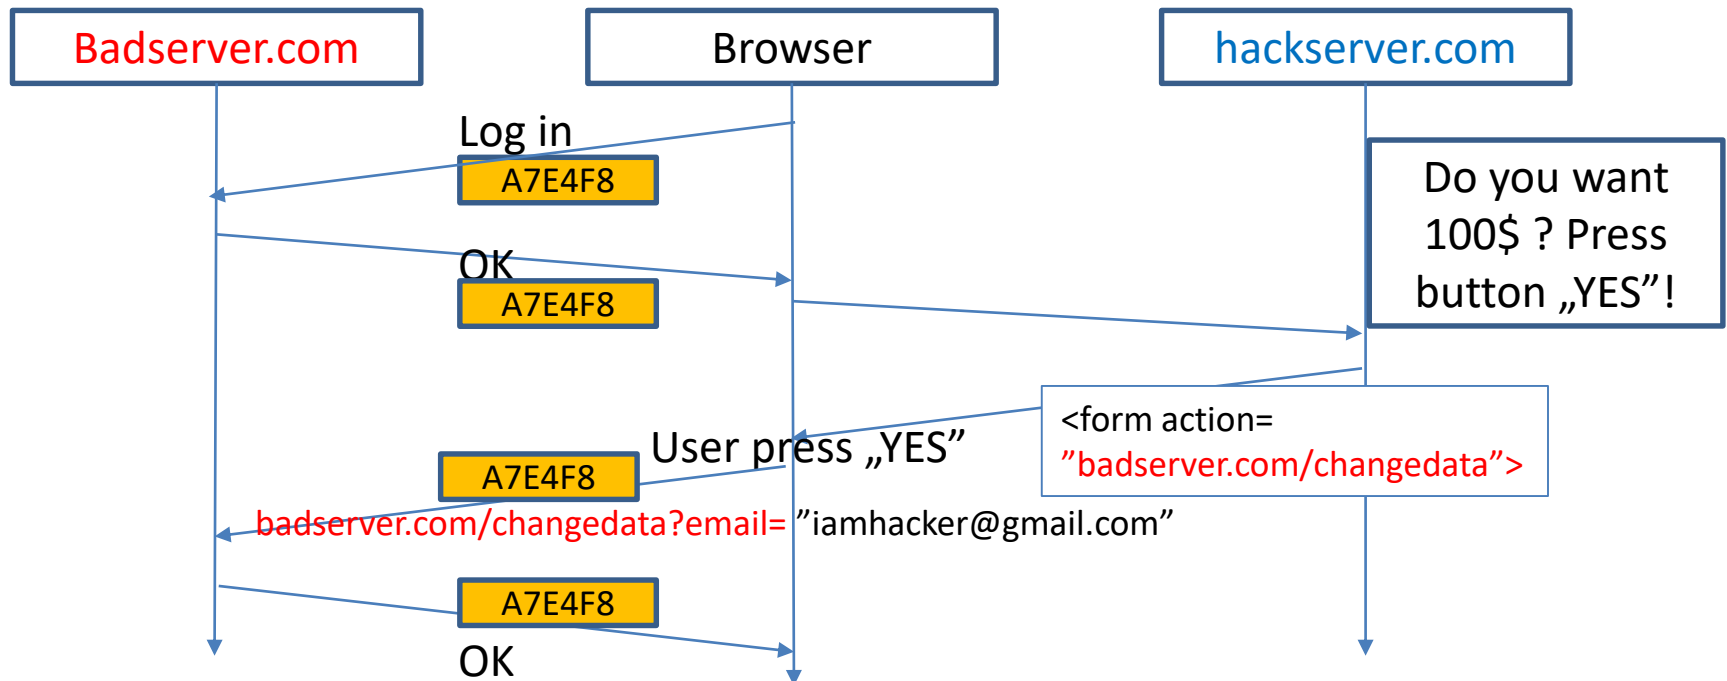 Badserver.com
Browser
hackserver.com
Log in
A7E4F8
Do you want
100$ ? Press
button „YES”!
OK
A7E4F8
<form action=
”badserver.com/changedata”>
User press „YES”
A7E4F8
badserver.com/changedata?email= ”iamhacker@gmail.com”
A7E4F8
OK